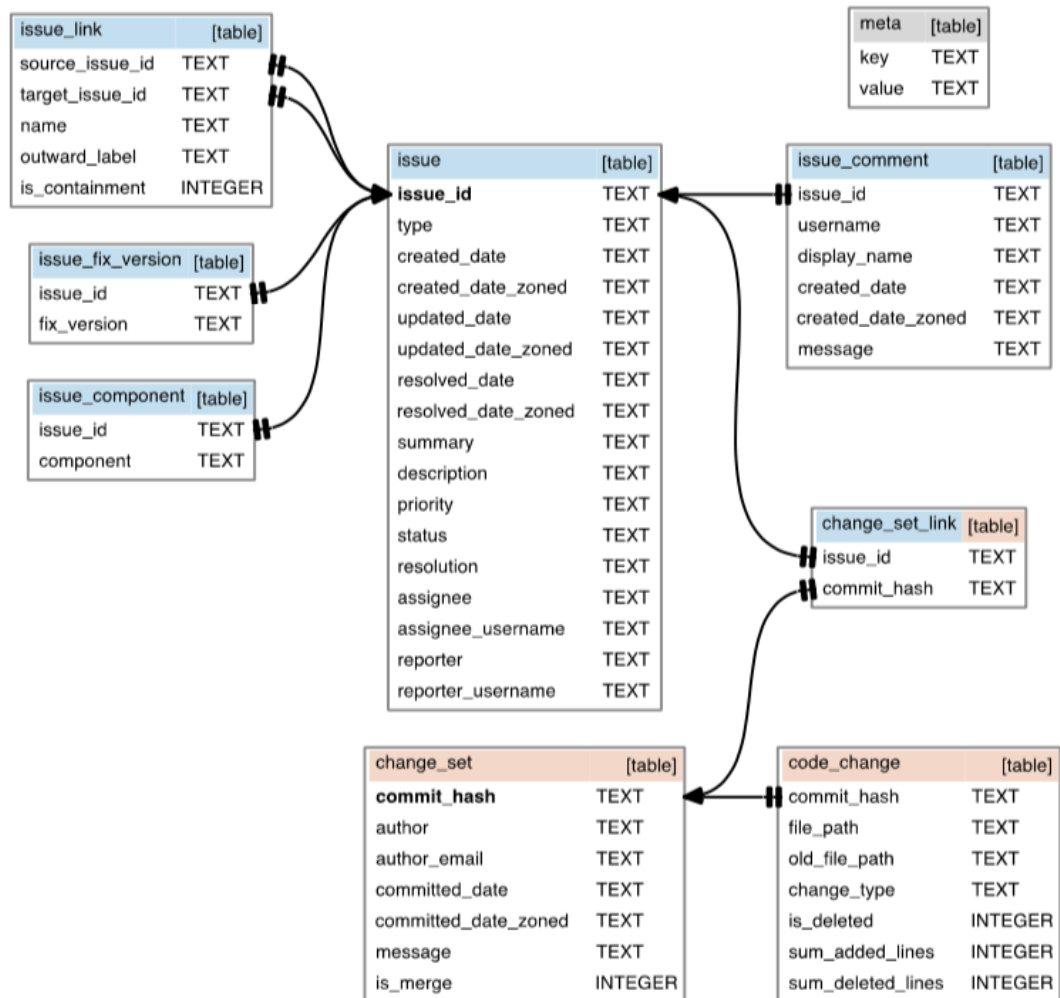 issue_link [table]
source_issue_id TEXT
target_issue_id TEXT
name TEXT
outward_label TEXT
is_containment INTEGER
meta [table]
key TEXT
value TEXT
issue_fix_version [table]
issue_id TEXT
fix_version TEXT
issue_component [table]
issue_id TEXT
component TEXT
issue [table]
issue_id TEXT
type TEXT
created_date TEXT
created_date_zoned TEXT
updated_date TEXT
updated_date_zoned TEXT
resolved_date TEXT
resolved_date_zoned TEXT
summary TEXT
description TEXT
priority TEXT
status TEXT
resolution TEXT
assignee TEXT
assignee_username TEXT
reporter TEXT
reporter_username TEXT
issue_comment [table]
issue_id TEXT
username TEXT
display_name TEXT
created_date TEXT
created_date_zoned TEXT
message TEXT
change_set_link [table]
issue_id TEXT
commit_hash TEXT
change_set [table]
commit_hash TEXT
author TEXT
author_email TEXT
committed_date TEXT
committed_date_zoned TEXT
message TEXT
is_merge INTEGER
code_change [table]
commit_hash TEXT
file_path TEXT
old_file_path TEXT
change_type TEXT
is_deleted INTEGER
sum_added_lines INTEGER
sum_deleted_lines INTEGER